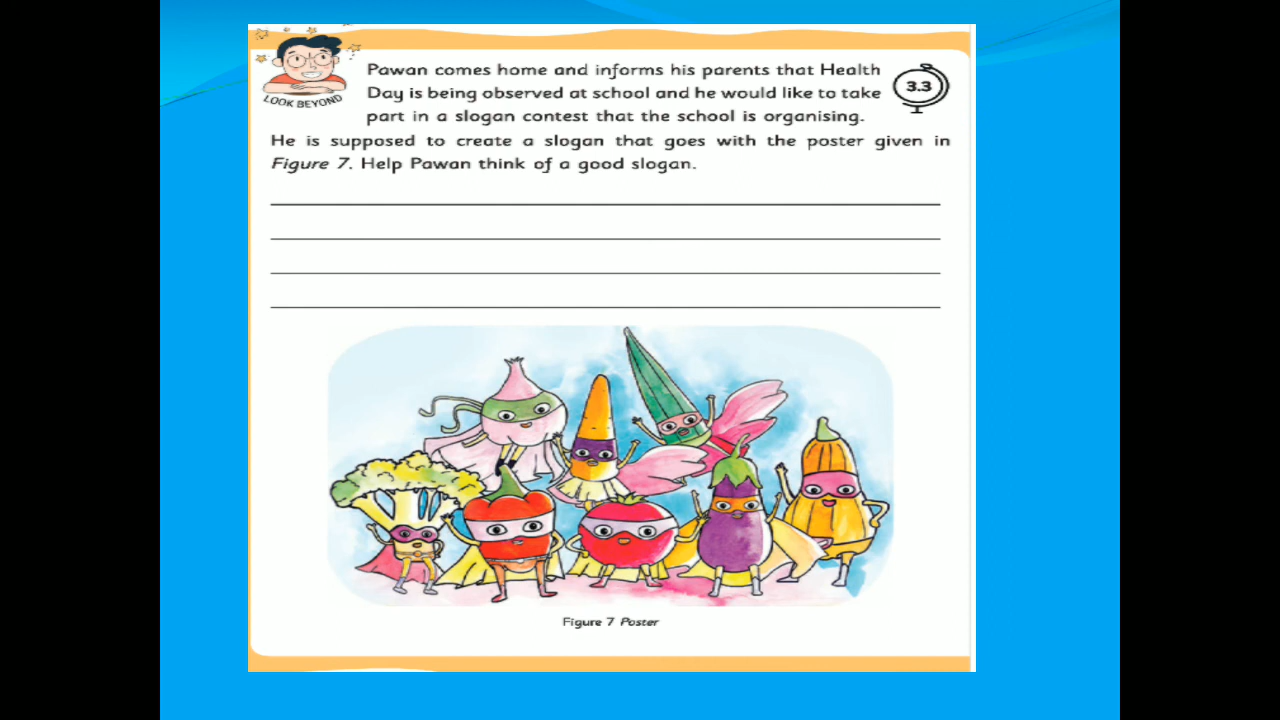 Pawan comes home and informs his parents that Health
Day is being observed at school and he would like to take
part in a slogan contest that the school is organising.
He is supposed to create a slogan that goes with the poster given in
Figure 7. Help Pawan think of a good slogan.
LOOK BEYOND
3.3
Figure 7 Poster